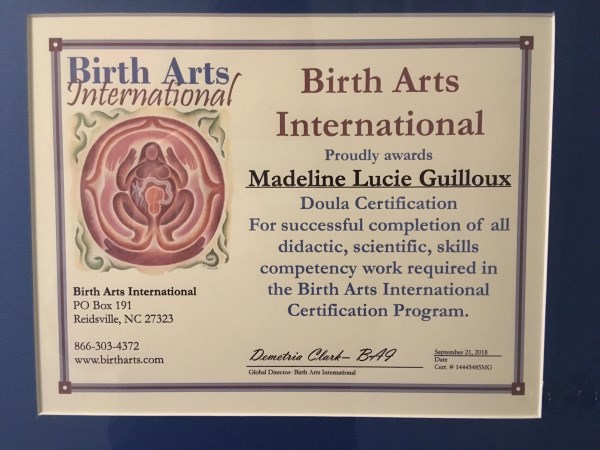 Birth Arts
International
Birth Arts
International
Proudly awards
Madeline Lucie Guilloux
Doula Certification
For successful completion of all
didactic, scientific, skills
competency work required in
the Birth Arts International
Certification Program.
Birth Arts International
PO Box 191
Reidsville, NC 27323
866-303-4372
www.birtharts.com
Demetria Clark- BAI
Global Director- Birth Arts International
September 21, 2018
Date
Cert. # 14445485MG